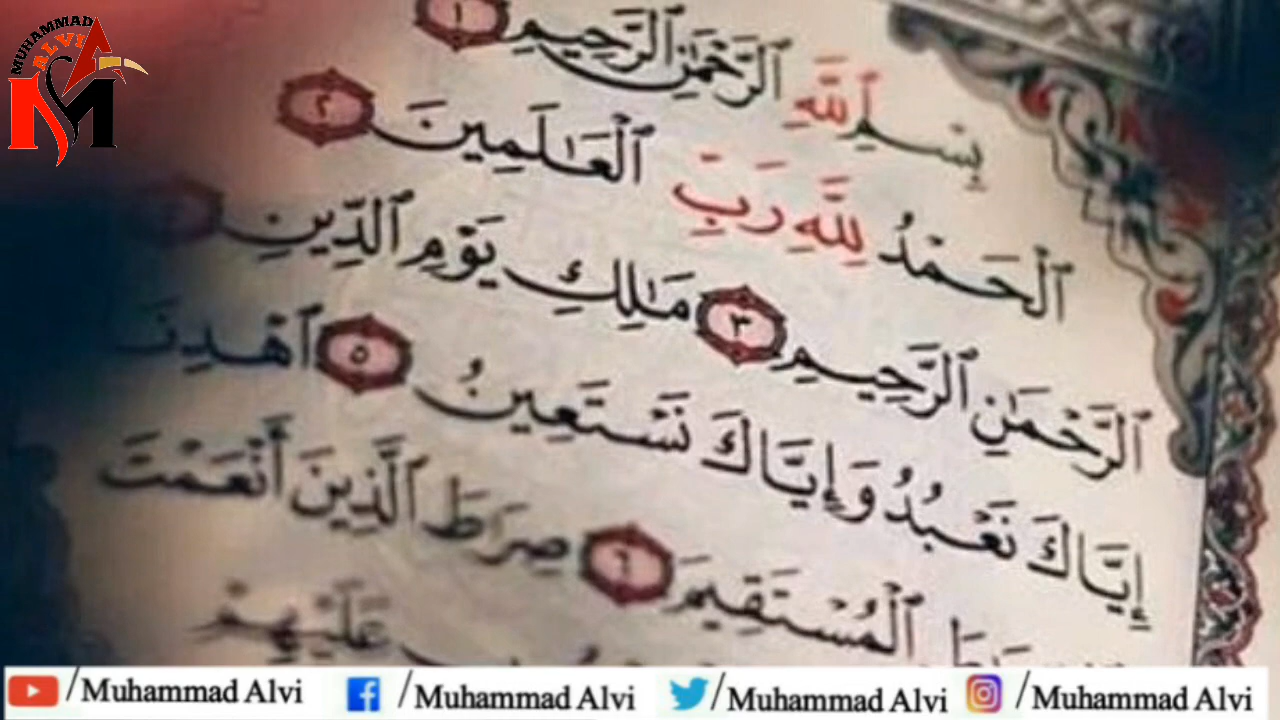 MUHAMMAD
ALVI
بِسْمِ ٱللَّهِ ٱلرَّحْمَٰنِ ٱلرَّحِيمِ ١
ٱلْحَمْدُ لِلَّهِ رَبِّ ٱلْعَٰلَمِينَ ٢
ٱلرَّحْمَٰنِ ٱلرَّحِيمِ ٣ مَٰلِكِ يَوْمِ ٱلدِّينِ
إِيَّاكَ نَعْبُدُ وَإِيَّاكَ نَسْتَعِينُ ٥ ٱهْدِنَا
ٱلْمُسْتَقِيمَ ٦ صِرَٰطَ ٱلَّذِينَ أَنْعَمْتَ
عَلَيْهِمْ
/Muhammad Alvi /Muhammad Alvi /Muhammad Alvi /Muhammad Alvi